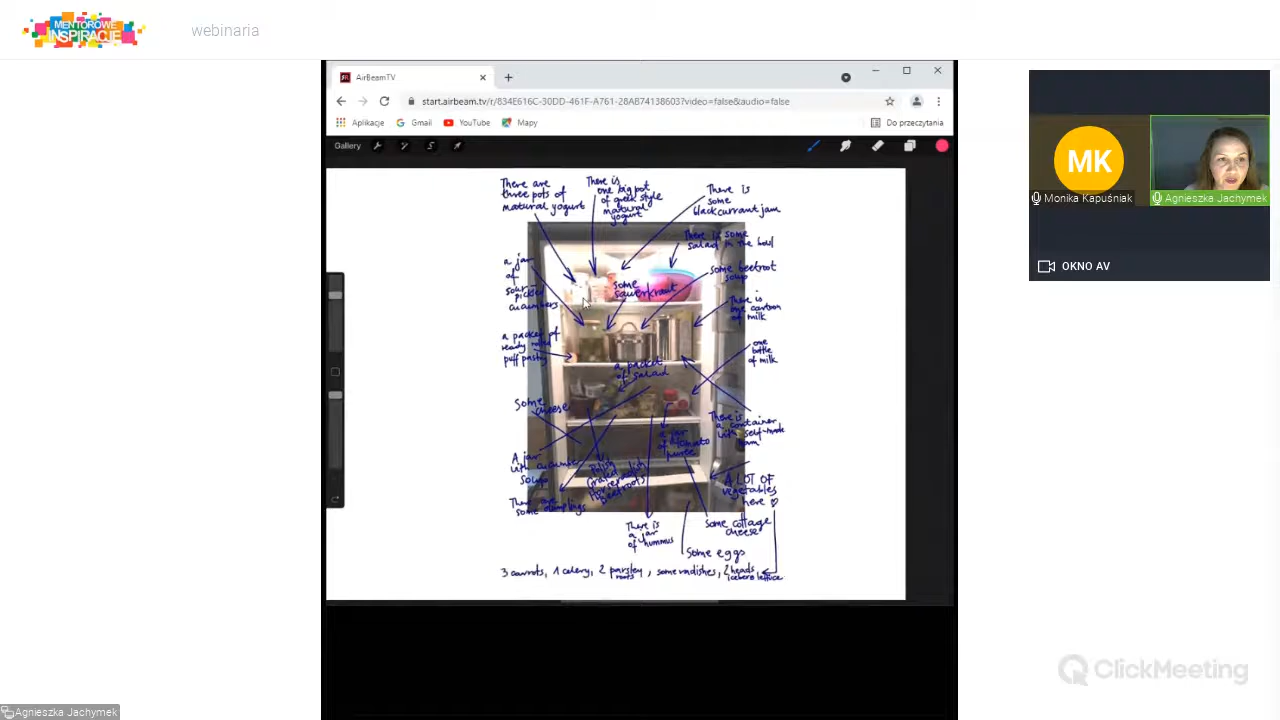 MENTOROWE
INSPIRACJE
webinaria
AirBeamTV
start.airbeam.tv/r/834E616C-30DD-461F-A761-28AB74138603?video=false&audio=false
Aplikacje
Gmail
YouTube
Mapy
Do przeczytania
Gallery
There are
three pots of
natural yogurt
There is
one big pot
of greek style
natural
yogurt
There is
some
blackcurrant jam
There is some
salad in the bowl
a jar
of
sour-
pickled
cucumbers
some
sauerkraut
some beetroot
soup
There is
one carton
of milk
a packet of
ready rolled
puff pastry
one
bottle
of milk
a packet
of salad
Some
cheese
There is
a container
with self-made
a jar
of tomato
puree
A jar
with cucumber
soup
Polish
grated
horseradish
beetroots
A LOT OF
vegetables
here
There are
some dumplings
There is
a jar
of hummus
Some cottage
cheese
Some eggs
3 carrots, 1 celery, 2 parsley roots, some radishes, 2 heads
iceberg lettuce
MK
Monika Kapuśniak
Agnieszka Jachymek
OKNO AV
ClickMeeting
Agnieszka Jachymek